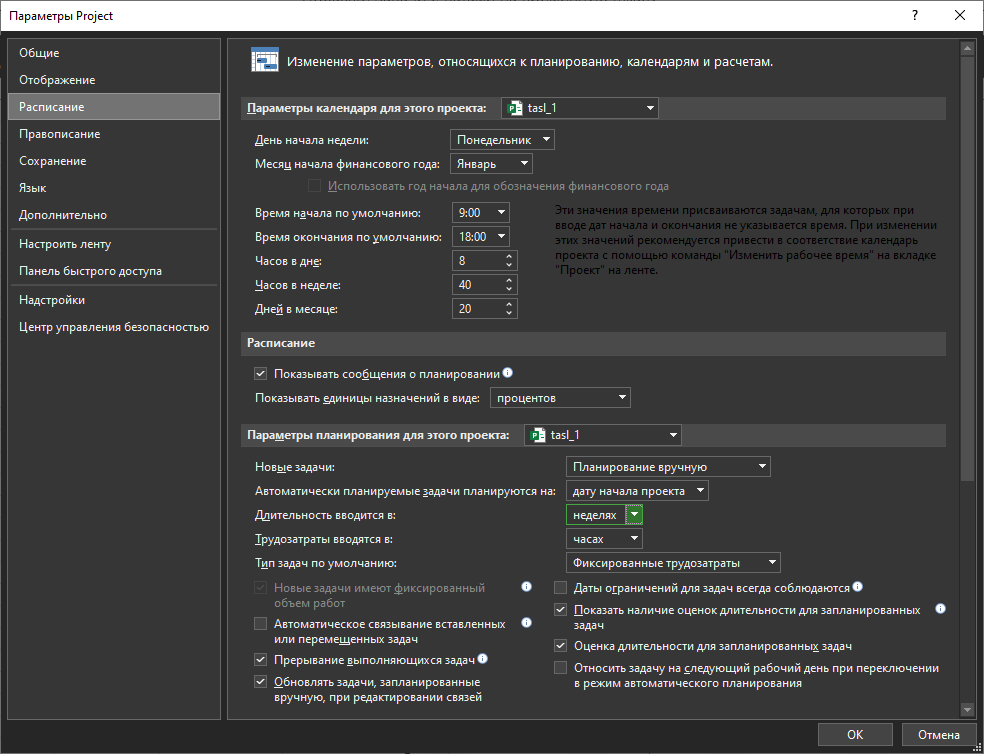 Параметры Project
?
Общие
Отображение
Расписание
Правописание
Сохранение
Язык
Дополнительно
Настроить ленту
Панель быстрого доступа
Надстройки
Центр управления безопасностью
Изменение параметров, относящихся к планированию, календарям и расчетам.
Параметры календаря для этого проекта: tasl_1
День начала недели: Понедельник
Месяц начала финансового года: Январь
Использовать год начала для обозначения финансового года
Время начала по умолчанию: 9:00
Время окончания по умолчанию: 18:00
Часов в дне: 8
Часов в неделе: 40
Дней в месяце: 20
Эти значения времени присваиваются задачам, для которых при
вводе дат начала и окончания не указывается время. При изменении
этих значений рекомендуется привести в соответствие календарь
проекта с помощью команды "Изменить рабочее время" на вкладке
"Проект" на ленте.
Расписание
Показывать сообщения о планировании
Показывать единицы назначений в виде: процентов
Параметры планирования для этого проекта: tasl_1
Новые задачи: Планирование вручную
Автоматически планируемые задачи планируются на: дату начала проекта
Длительность вводится в: неделях
Трудозатраты вводятся в: часах
Тип задач по умолчанию: Фиксированные трудозатраты
Новые задачи имеют фиксированный
объем работ
Автоматическое связывание вставленных
или перемещенных задач
Прерывание выполняющихся задач
Обновлять задачи, запланированные
вручную, при редактировании связей
Даты ограничений для задач всегда соблюдаются
Показать наличие оценок длительности для запланированных
задач
Оценка длительности для запланированных задач
Относить задачу на следующий рабочий день при переключении
в режим автоматического планирования
ОК
Отмена